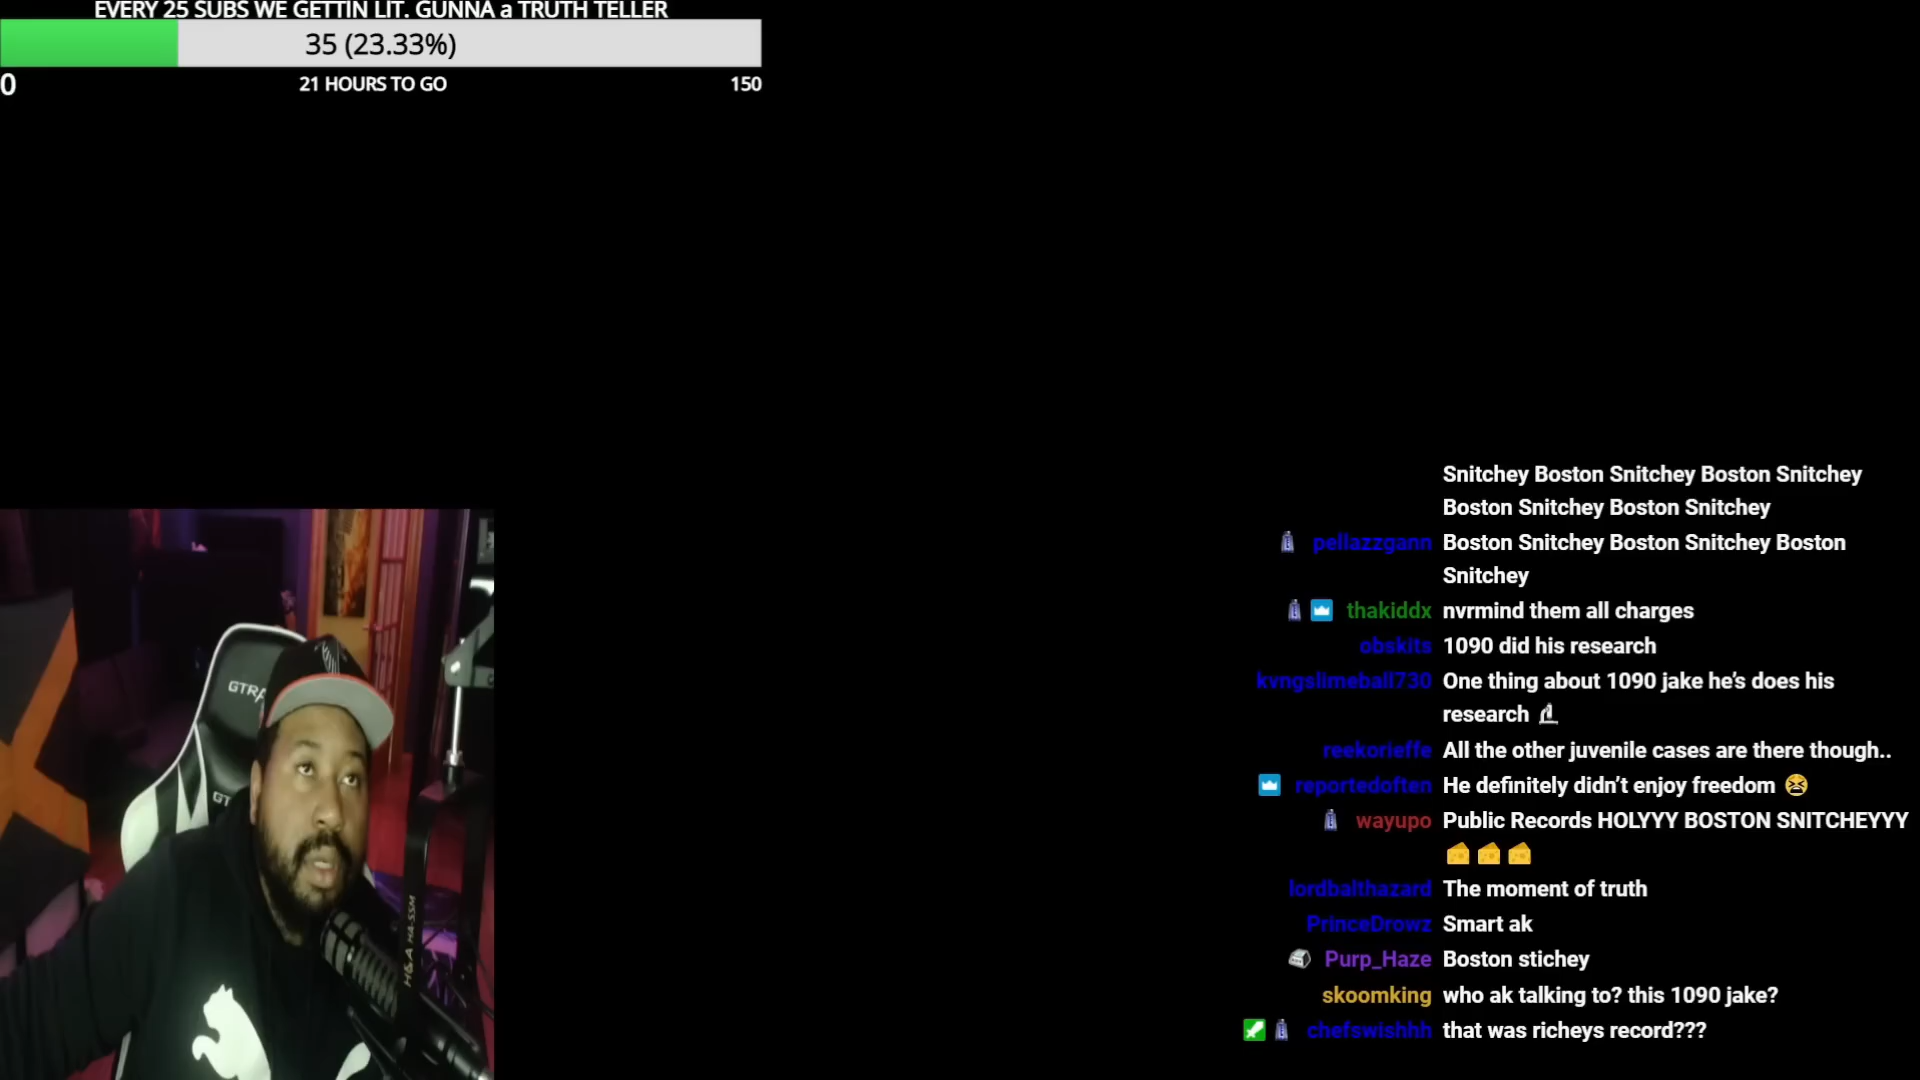 EVERY 25 SUBS WE GETTIN LIT. GUNNA a TRUTH TELLER
35 (23.33%)
0 21 HOURS TO GO 150
Snitchey Boston Snitchey Boston Snitchey
Boston Snitchey Boston Snitchey
pellazzgann Boston Snitchey Boston Snitchey Boston
Snitchey
thakiddx nvrmind them all charges
obskits 1090 did his research
kvngslimeball730 One thing about 1090 jake he’s does his
research
reekorieffe All the other juvenile cases are there though..
reportedoften He definitely didn’t enjoy freedom 😫
wayupo Public Records HOLYYY BOSTON SNITCHEYYY
🧀 🧀 🧀
lordbalthazard The moment of truth
PrinceDrowz Smart ak
Purp_Haze Boston stichey
skoomking who ak talking to? this 1090 jake?
chefswishhh that was richeys record???
GTRA
GT
H&A HA-SSM